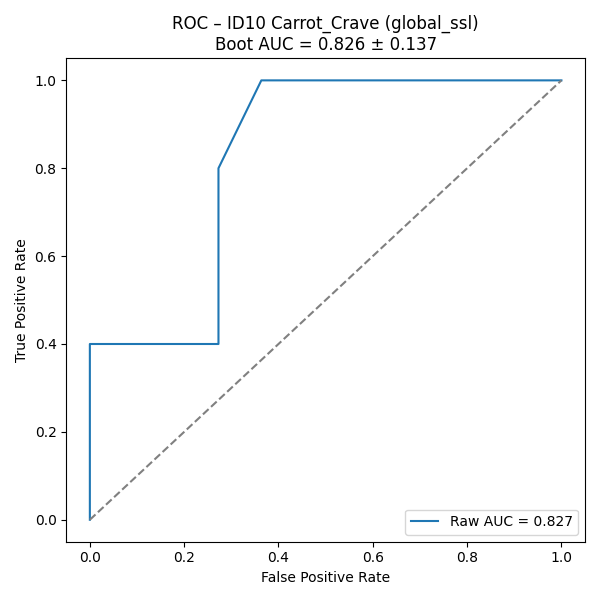 ROC – ID10 Carrot_Crave (global_ssl)
Boot AUC = 0.826 ± 0.137
1.0
0.8
0.6
0.4
0.2
0.0
True Positive Rate
0.0 0.2 0.4 0.6 0.8 1.0
False Positive Rate
Raw AUC = 0.827